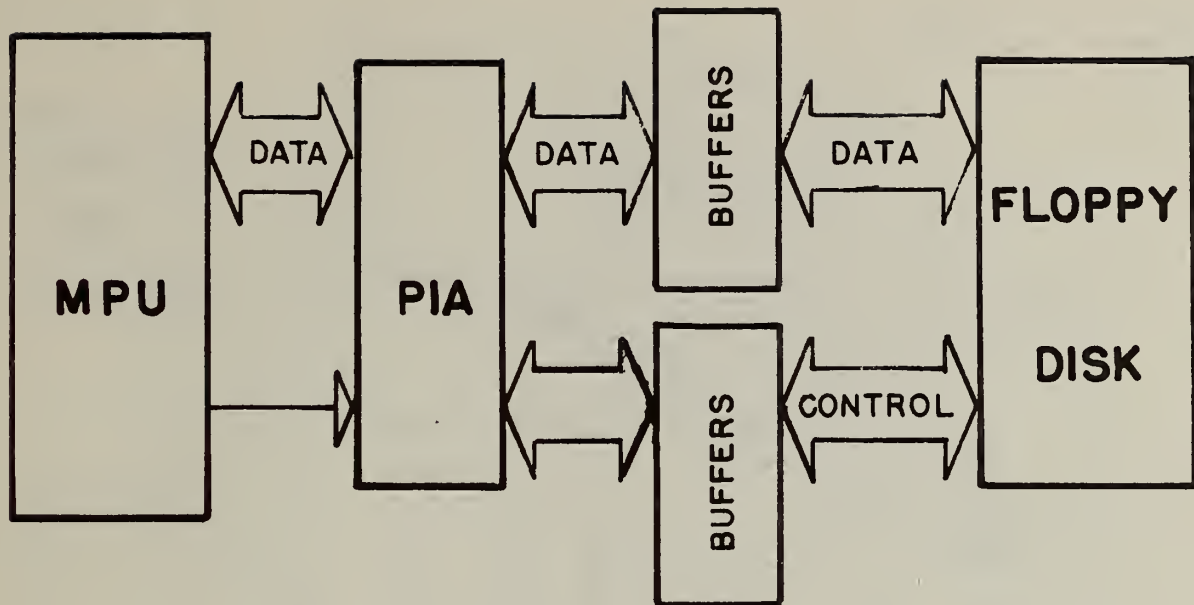 MPU
DATA
PIA
DATA
BUFFERS
DATA
FLOPPY
DISK
BUFFERS
CONTROL